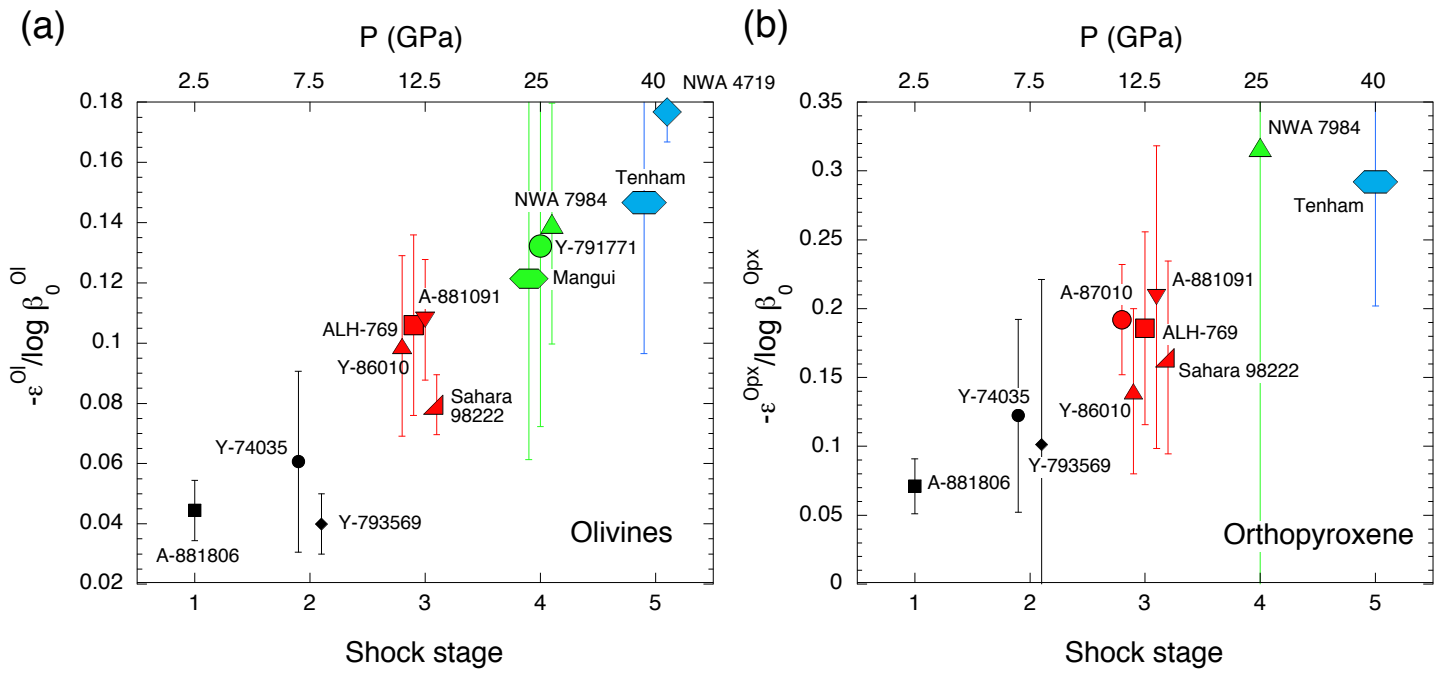 (a)
P (GPa)
2.5 7.5 12.5 25 40
NWA 4719
0.18
0.16
0.14
0.12
0.1
0.08
0.06
0.04
0.02
-ε^Ol/log β_0^Ol
Tenham
NWA 7984
Y-791771
Mangui
A-881091
ALH-769
Y-86010
Sahara
98222
Y-74035
Y-793569
A-881806
Olivines
1 2 3 4 5
Shock stage
(b)
P (GPa)
2.5 7.5 12.5 25 40
0.35
0.3
0.25
0.2
0.15
0.1
0.05
0
-ε^Opx/log β_0^Opx
NWA 7984
Tenham
A-881091
A-87010
ALH-769
Sahara 98222
Y-86010
Y-74035
Y-793569
A-881806
Orthopyroxene
1 2 3 4 5
Shock stage